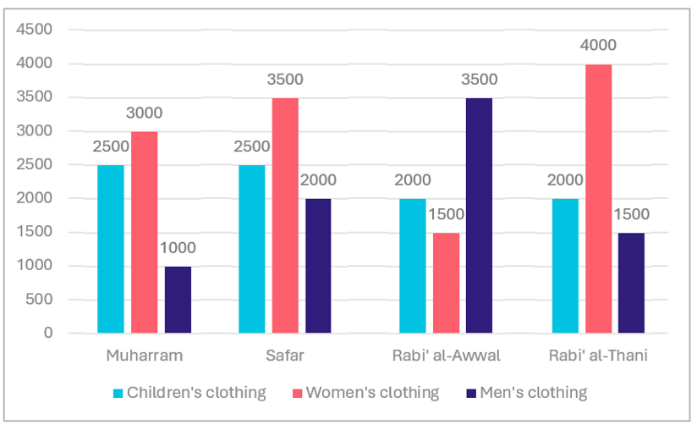 4500
4000
3500
3000
2500
2000
1500
1000
500
0
2500 3000 1000
2500 3500 2000
2000 1500 3500
2000 4000 1500
Muharram Safar Rabi' al-Awwal Rabi' al-Thani
Children's clothing Women's clothing Men's clothing